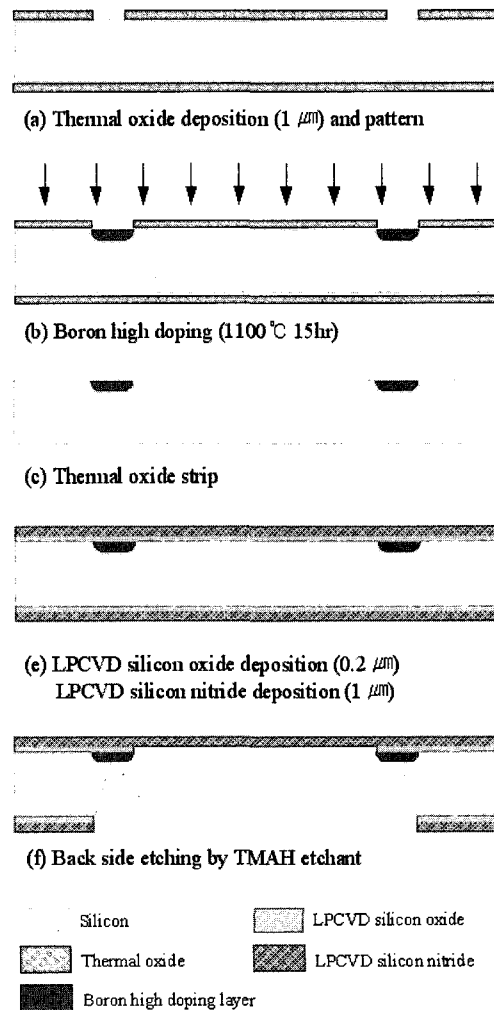 (a) Thermal oxide deposition (1 ㎛) and pattern
(b) Boron high doping (1100℃ 15hr)
(c) Thermal oxide strip
(e) LPCVD silicon oxide deposition (0.2 ㎛)
LPCVD silicon nitride deposition (1 ㎛)
(f) Back side etching by TMAH etchant
Silicon
LPCVD silicon oxide
Thermal oxide
LPCVD silicon nitride
Boron high doping layer